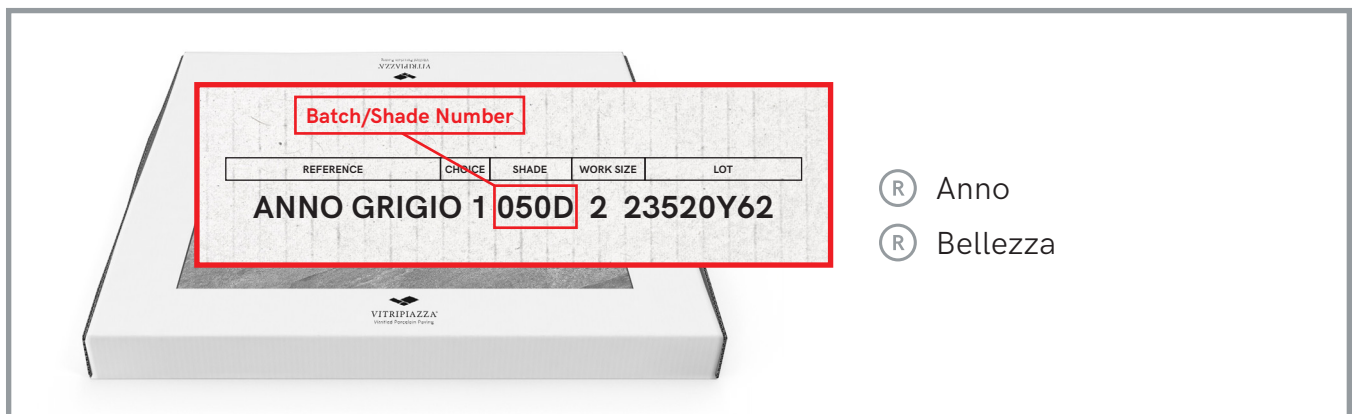 VITRIPIAZZA
Batch/Shade Number
REFERENCE CHOICE SHADE WORK SIZE LOT
ANNO GRIGIO 1 050D 2 23520Y62
R Anno
R Bellezza
VITRIPIAZZA
Vitrified Porcelain Paving